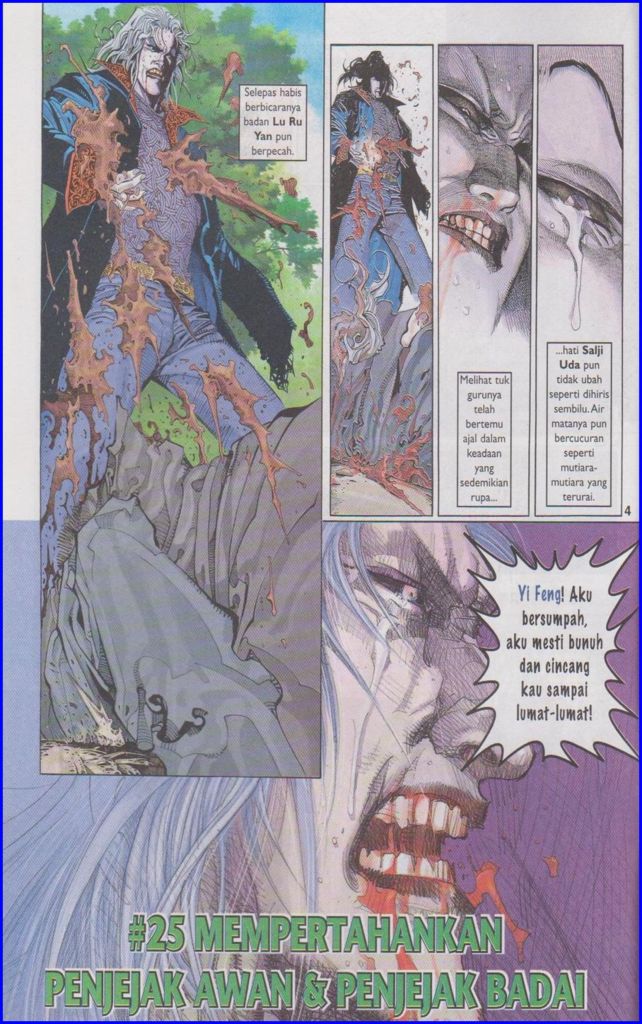 Selepas habis
berbicaranya
badan Lu Ru
Yan pun
berpecah.
Melihat tuk
gurunya
telah
bertemu
ajal dalam
keadaan
yang
sedemikian
rupa...
...hati Salji
Uda pun
tidak ubah
seperti dihiris
sembilu. Air
matanya pun
bercucuran
seperti
mutiara-
mutiara yang
terurai.
4
Yi Feng! Aku
bersumpah,
aku mesti bunuh
dan cincang
kau sampai
lumat-lumat!
#25 MEMPERTAHANKAN
PENJEJAK AWAN & PENJEJAK BADAI